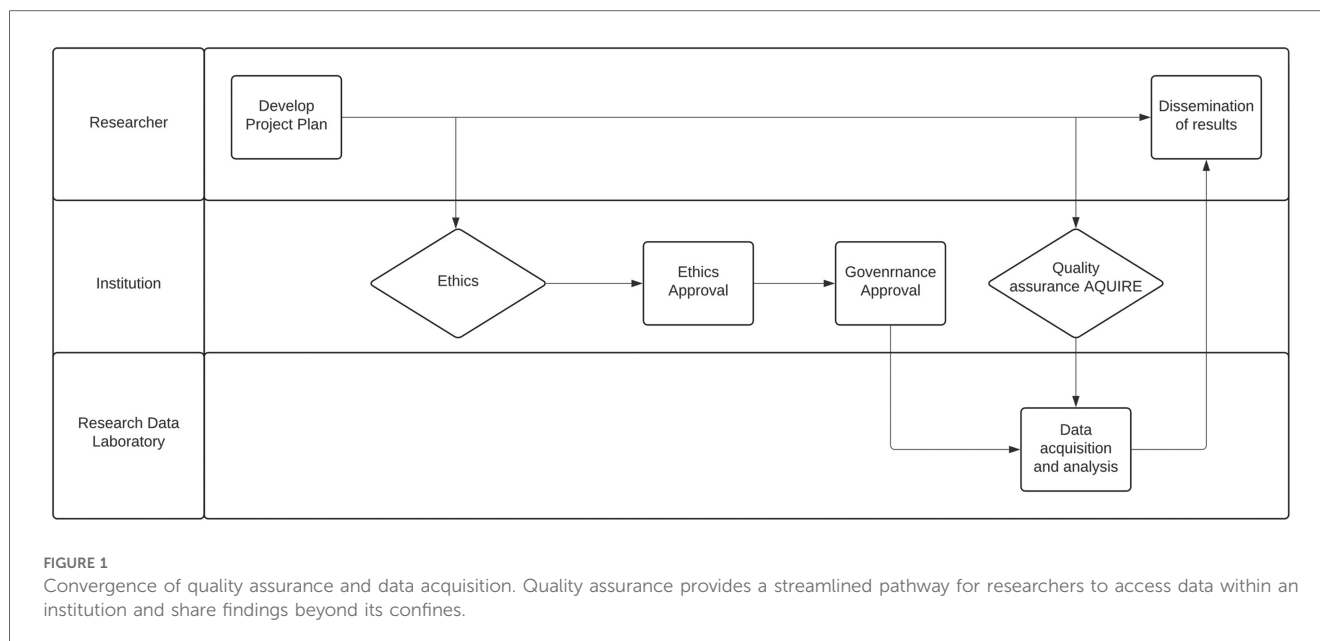 Researcher
Develop
Project Plan
Dissemination
of results
Institution
Ethics
Ethics
Approval
Govenrnance
Approval
Quality
assurance AQUIRE
Research Data
Laboratory
Data
acquisition
and analysis
FIGURE 1
Convergence of quality assurance and data acquisition. Quality assurance provides a streamlined pathway for researchers to access data within an
institution and share findings beyond its confines.